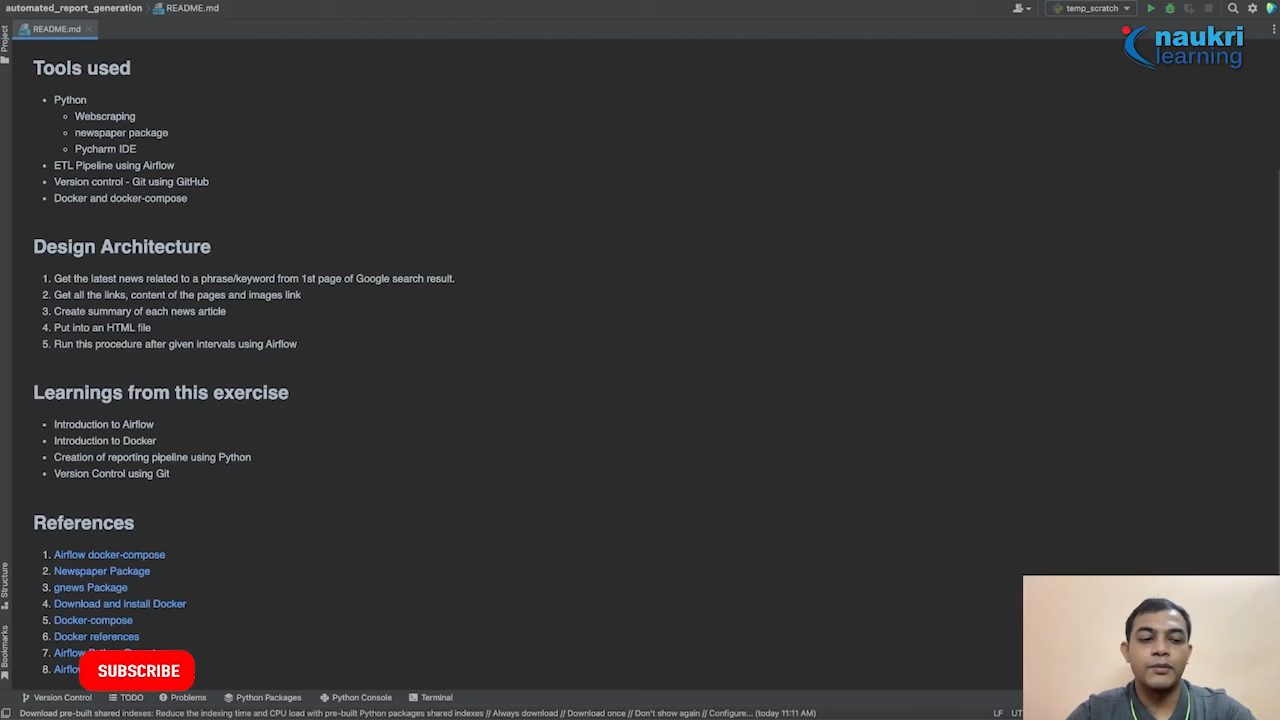 automated_report_generation
README.md
temp_scratch
README.md
Project
naukri
learning
Tools used
• Python
Webscraping
newspaper package
Pycharm IDE
• ETL Pipeline using Airflow
• Version control - Git using GitHub
• Docker and docker-compose
Design Architecture
1. Get the latest news related to a phrase/keyword from 1st page of Google search result.
2. Get all the links, content of the pages and images link
3. Create summary of each news article
4. Put into an HTML file
5. Run this procedure after given intervals using Airflow
Learnings from this exercise
• Introduction to Airflow
• Introduction to Docker
• Creation of reporting pipeline using Python
• Version Control using Git
References
1. Airflow docker-compose
2. Newspaper Package
3. gnews Package
4. Download and install Docker
5. Docker-compose
6. Docker references
7. Airflow
8.
SUBSCRIBE
Structure
Bookmarks
Version Control
TODO
Problems
Python Packages
Python Console
Terminal
Download pre-built shared indexes: Reduce the indexing time and CPU load with pre-built Python packages shared indexes // Always download // Download once // Don't show again // Configure... (today 11:11 AM)
LF